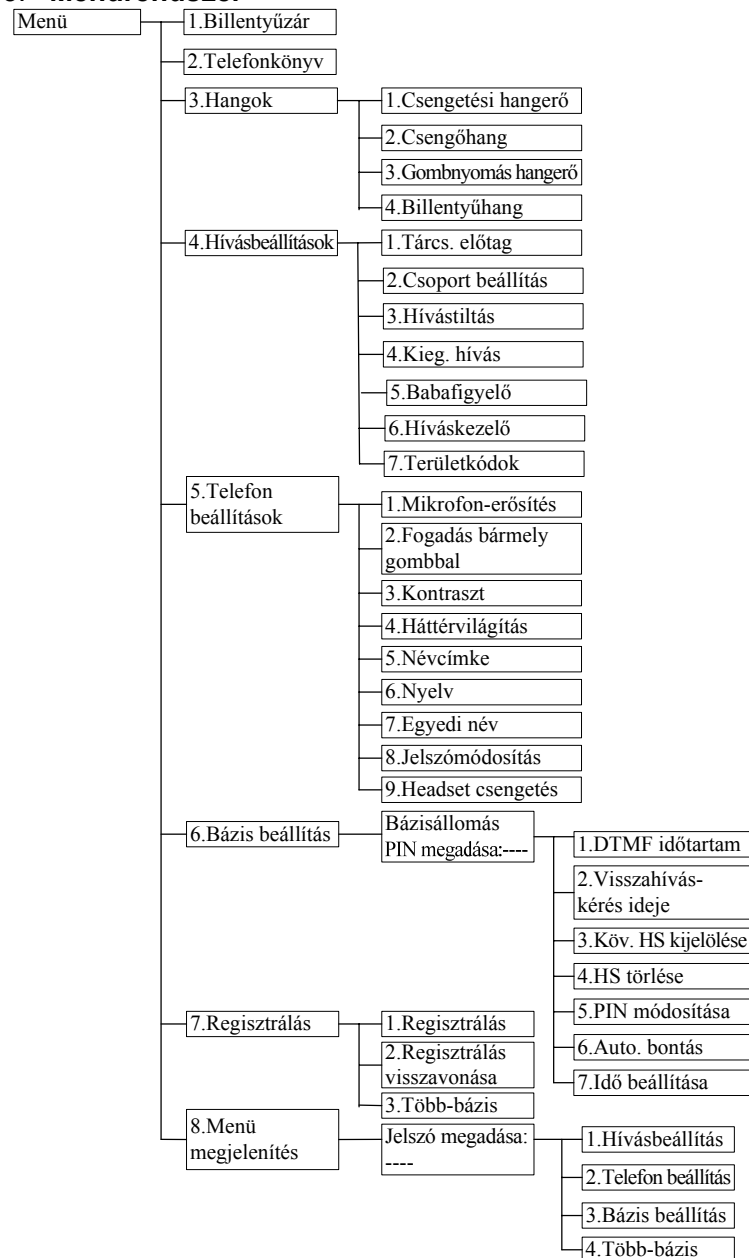 Menü
1.Billentyűzár
2.Telefonkönyv
3.Hangok
1.Csengetési hangerő
2.Csengőhang
3.Gombnyomás hangerő
4.Billentyűhang
4.Hívásbeállítások
1.Tárcs. előtag
2.Csoport beállítás
3.Hívástiltás
4.Kieg. hívás
5.Babafigyelő
6.Híváskezelő
7.Területkódok
5.Telefon
beállítások
1.Mikrofon-erősítés
2.Fogadás bármely
gombbal
3.Kontraszt
4.Háttérvilágítás
5.Névcímke
6.Nyelv
7.Egyedi név
8.Jelszómódosítás
9.Headset csengetés
6.Bázis beállítás
Bázisállomás
PIN megadása:----
1.DTMF időtartam
2.Visszahívás-
kérés ideje
3.Köv. HS kijelölése
4.HS törlése
5.PIN módosítása
6.Auto. bontás
7.Idő beállítása
7.Regisztrálás
1.Regisztrálás
2.Regisztrálás
visszavonása
3.Több-bázis
8.Menü
megjelenítés
Jelszó megadása:
----
1.Hívásbeállítás
2.Telefon beállítás
3.Bázis beállítás
4.Több-bázis